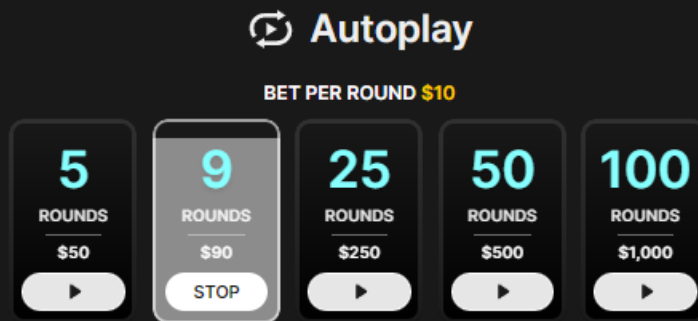 Autoplay
BET PER ROUND $10
5
ROUNDS
$50
9
ROUNDS
$90
STOP
25
ROUNDS
$250
50
ROUNDS
$500
100
ROUNDS
$1,000